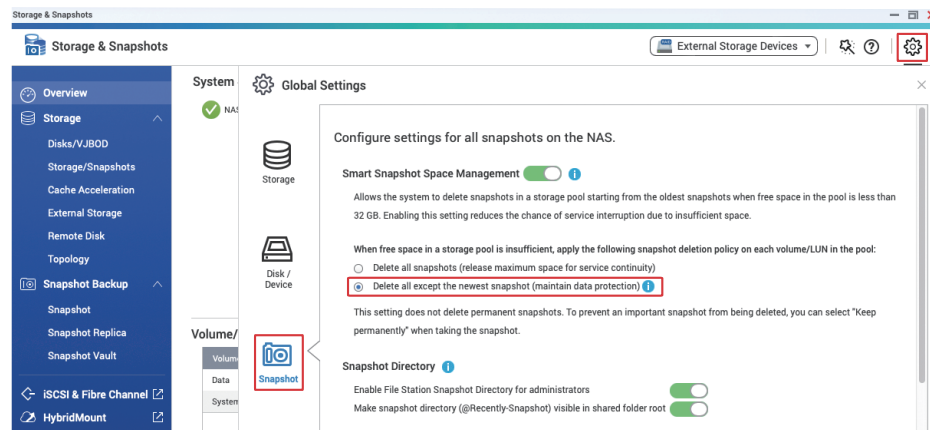 Storage & Snapshots
Storage & Snapshots
External Storage Devices
Overview
Storage
Disks/VJBOD
Storage/Snapshots
Cache Acceleration
External Storage
Remote Disk
Topology
Snapshot Backup
Snapshot
Snapshot Replica
Snapshot Vault
iSCSI & Fibre Channel
HybridMount
System
NAS
Volume/
Volum
Data
System
Global Settings
Storage
Disk /
Device
Snapshot
Configure settings for all snapshots on the NAS.
Smart Snapshot Space Management
Allows the system to delete snapshots in a storage pool starting from the oldest snapshots when free space in the pool is less than
32 GB. Enabling this setting reduces the chance of service interruption due to insufficient space.
When free space in a storage pool is insufficient, apply the following snapshot deletion policy on each volume/LUN in the pool:
Delete all snapshots (release maximum space for service continuity)
Delete all except the newest snapshot (maintain data protection)
This setting does not delete permanent snapshots. To prevent an important snapshot from being deleted, you can select "Keep
permanently" when taking the snapshot.
Snapshot Directory
Enable File Station Snapshot Directory for administrators
Make snapshot directory (@Recently-Snapshot) visible in shared folder root